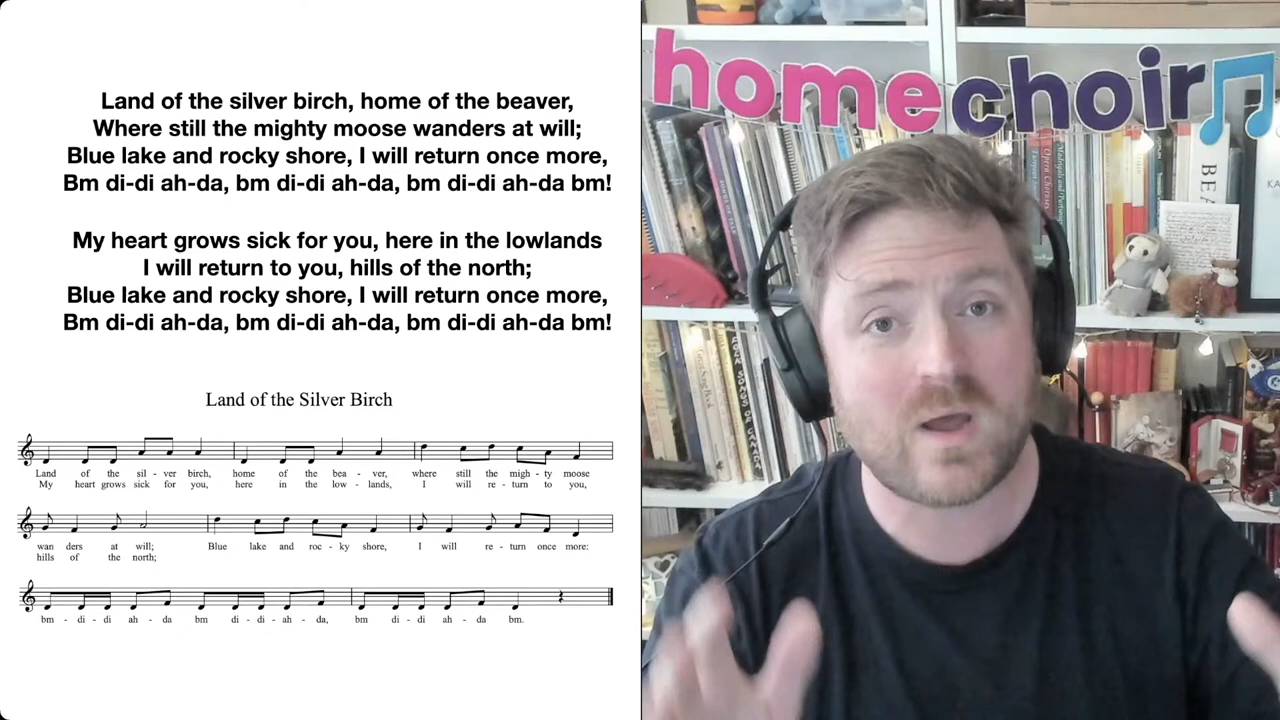 Land of the silver birch, home of the beaver,
Where still the mighty moose wanders at will;
Blue lake and rocky shore, I will return once more,
Bm di-di ah-da, bm di-di ah-da, bm di-di ah-da bm!
My heart grows sick for you, here in the lowlands
I will return to you, hills of the north;
Blue lake and rocky shore, I will return once more,
Bm di-di ah-da, bm di-di ah-da, bm di-di ah-da bm!
Land of the Silver Birch
Land of the sil - ver birch, home of the bea - ver, where still the migh - ty moose
My heart grows sick for you, here in the low - lands, I will re - turn to you,
wan ders at will; Blue lake and roc - ky shore, I will re - turn once more:
hills of the north;
bm - di - di ah - da bm di - di - ah - da, bm di - di ah - da bm.
homechoir
FOLK SONGS OF CANADA
BEA
KA